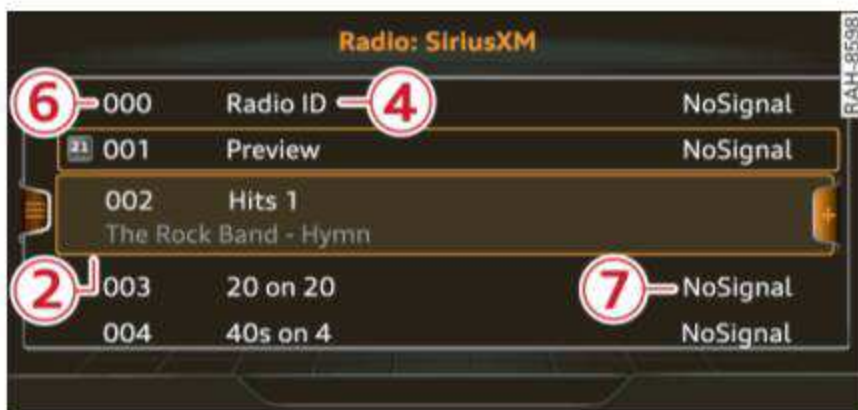 Radio: SiriusXM
RAH-8598
6 000 Radio ID 4 NoSignal
21 001 Preview NoSignal
002 Hits 1
The Rock Band - Hymn
2 003 20 on 20 7 NoSignal
004 40s on 4 NoSignal